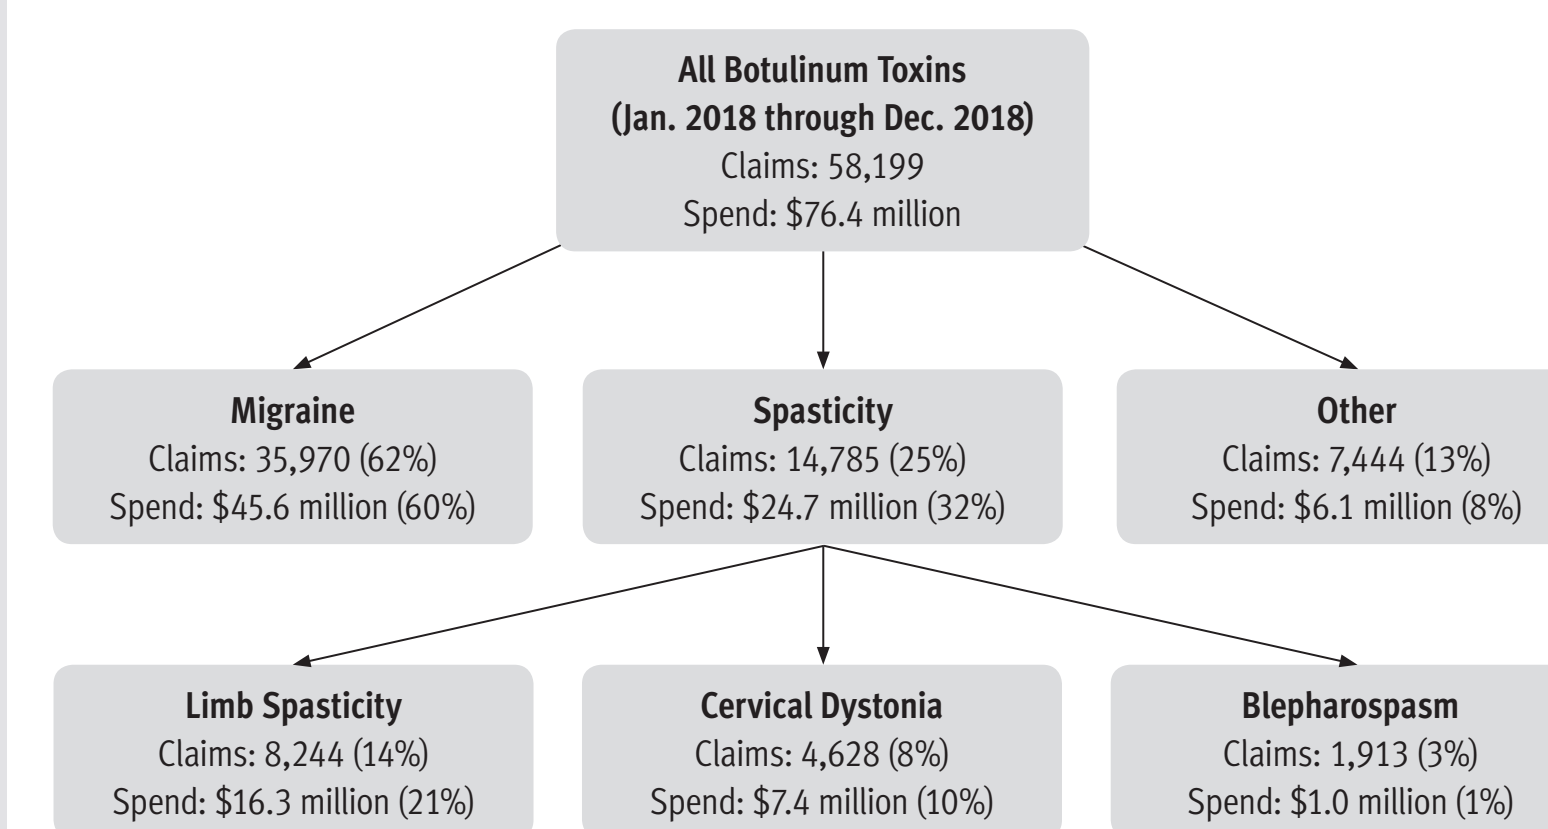 All Botulinum Toxins
(Jan. 2018 through Dec. 2018)
Claims: 58,199
Spend: $76.4 million
Migraine
Claims: 35,970 (62%)
Spend: $45.6 million (60%)
Spasticity
Claims: 14,785 (25%)
Spend: $24.7 million (32%)
Other
Claims: 7,444 (13%)
Spend: $6.1 million (8%)
Limb Spasticity
Claims: 8,244 (14%)
Spend: $16.3 million (21%)
Cervical Dystonia
Claims: 4,628 (8%)
Spend: $7.4 million (10%)
Blepharospasm
Claims: 1,913 (3%)
Spend: $1.0 million (1%)